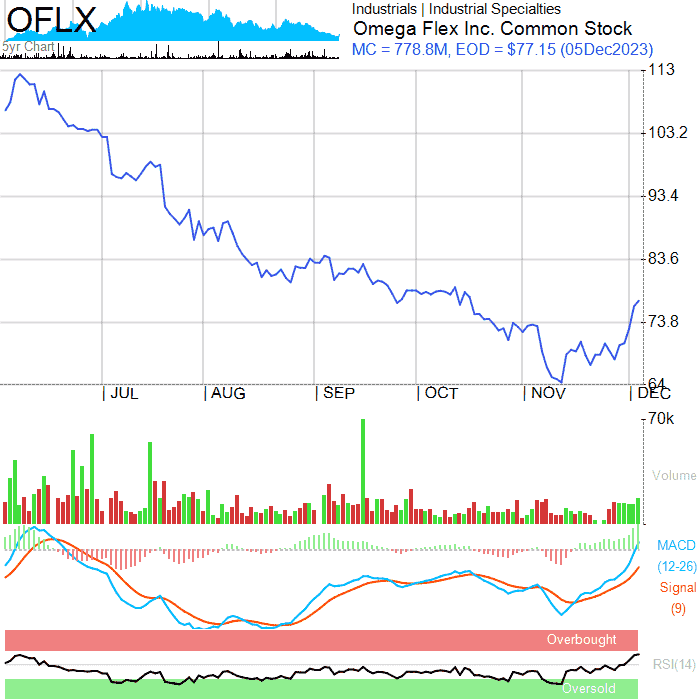 OFLX
5yr Chart
Industrials | Industrial Specialties
Omega Flex Inc. Common Stock
MC = 778.8M, EOD = $77.15 (05Dec2023)
113
103.2
93.4
83.6
73.8
64
| JUL | AUG | SEP | OCT | NOV | DEC
70k
Volume
MACD
(12-26)
Signal
(9)
Overbought
RSI(14)
Oversold